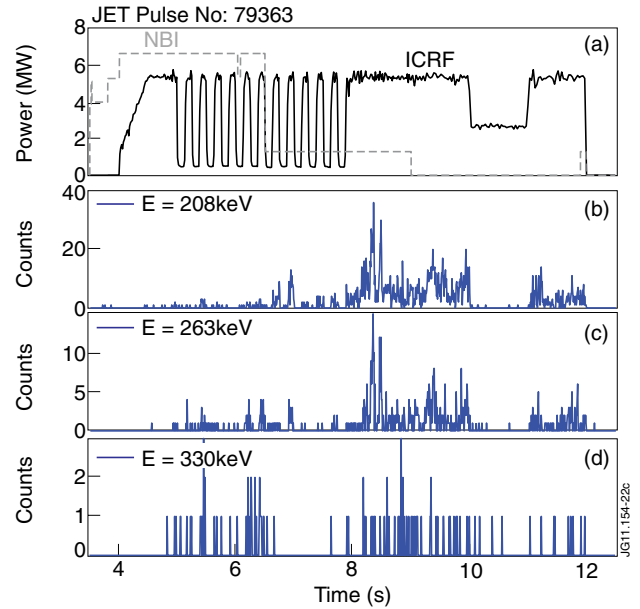 JET Pulse No: 79363
8
6
4
2
0
Power (MW)
NBI
ICRF
(a)
40
20
0
Counts
E = 208keV
(b)
10
5
0
Counts
E = 263keV
(c)
2
1
0
Counts
E = 330keV
(d)
4 6 8 10 12
Time (s)
JG11.154-22c